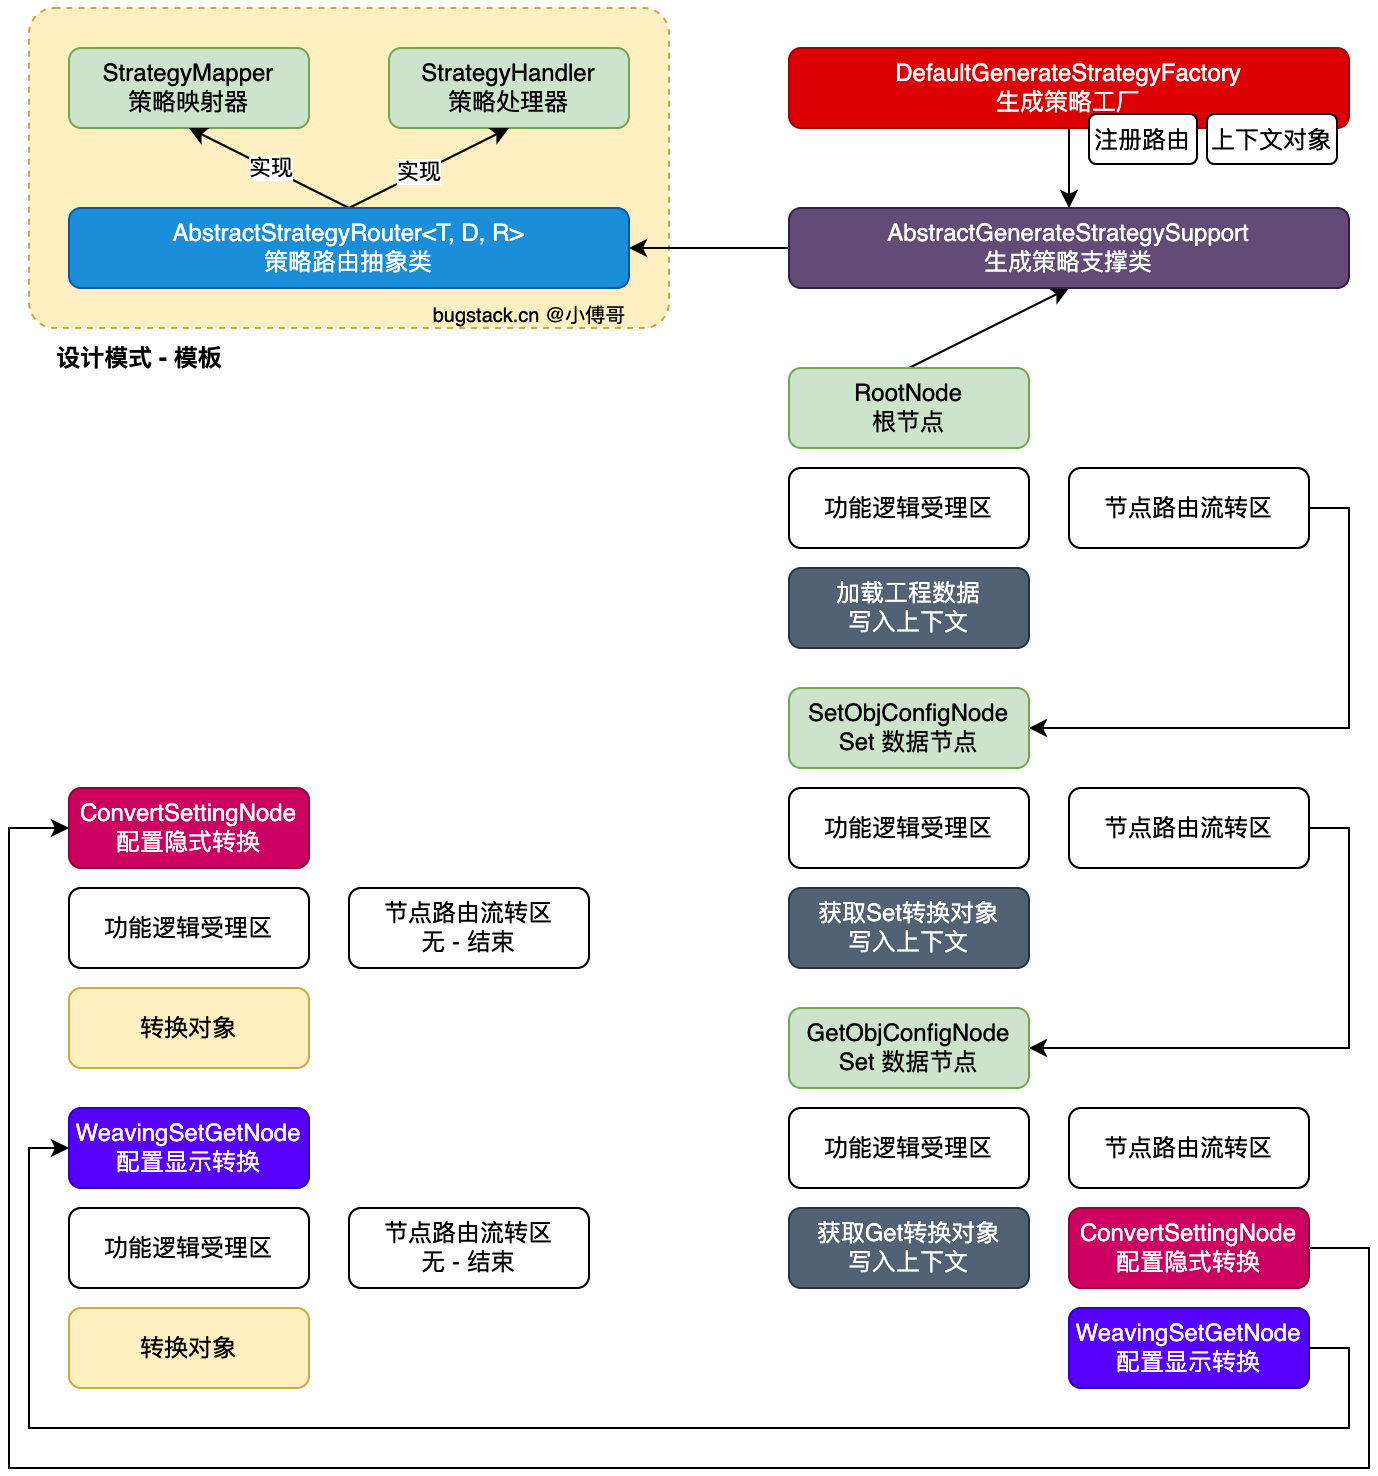 StrategyMapper
策略映射器
StrategyHandler
策略处理器
实现
实现
AbstractStrategyRouter<T, D, R>
策略路由抽象类
bugstack.cn @小傅哥
设计模式 - 模板
DefaultGenerateStrategyFactory
生成策略工厂
注册路由
上下文对象
AbstractGenerateStrategySupport
生成策略支撑类
RootNode
根节点
功能逻辑受理区
节点路由流转区
加载工程数据
写入上下文
SetObjConfigNode
Set 数据节点
功能逻辑受理区
节点路由流转区
获取Set转换对象
写入上下文
GetObjConfigNode
Set 数据节点
功能逻辑受理区
节点路由流转区
获取Get转换对象
写入上下文
ConvertSettingNode
配置隐式转换
WeavingSetGetNode
配置显示转换
ConvertSettingNode
配置隐式转换
功能逻辑受理区
节点路由流转区
无 - 结束
转换对象
WeavingSetGetNode
配置显示转换
功能逻辑受理区
节点路由流转区
无 - 结束
转换对象